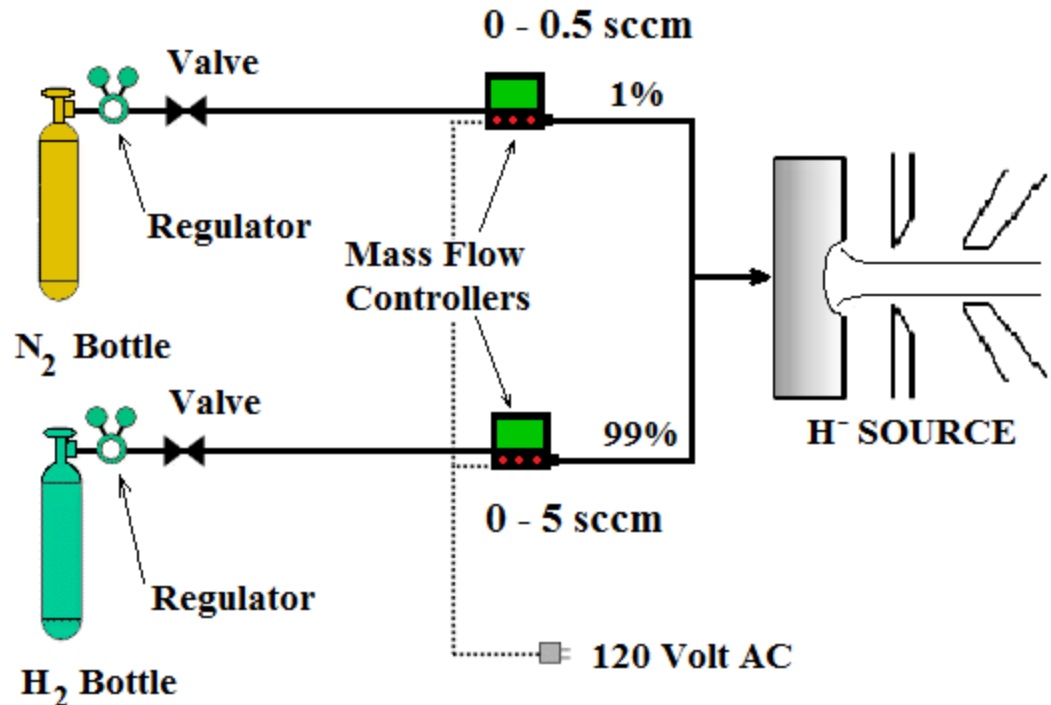 0 - 0.5 sccm
Valve
1%
Regulator
Mass Flow
Controllers
N₂ Bottle
Valve
99%
H⁻ SOURCE
0 - 5 sccm
Regulator
120 Volt AC
H₂ Bottle